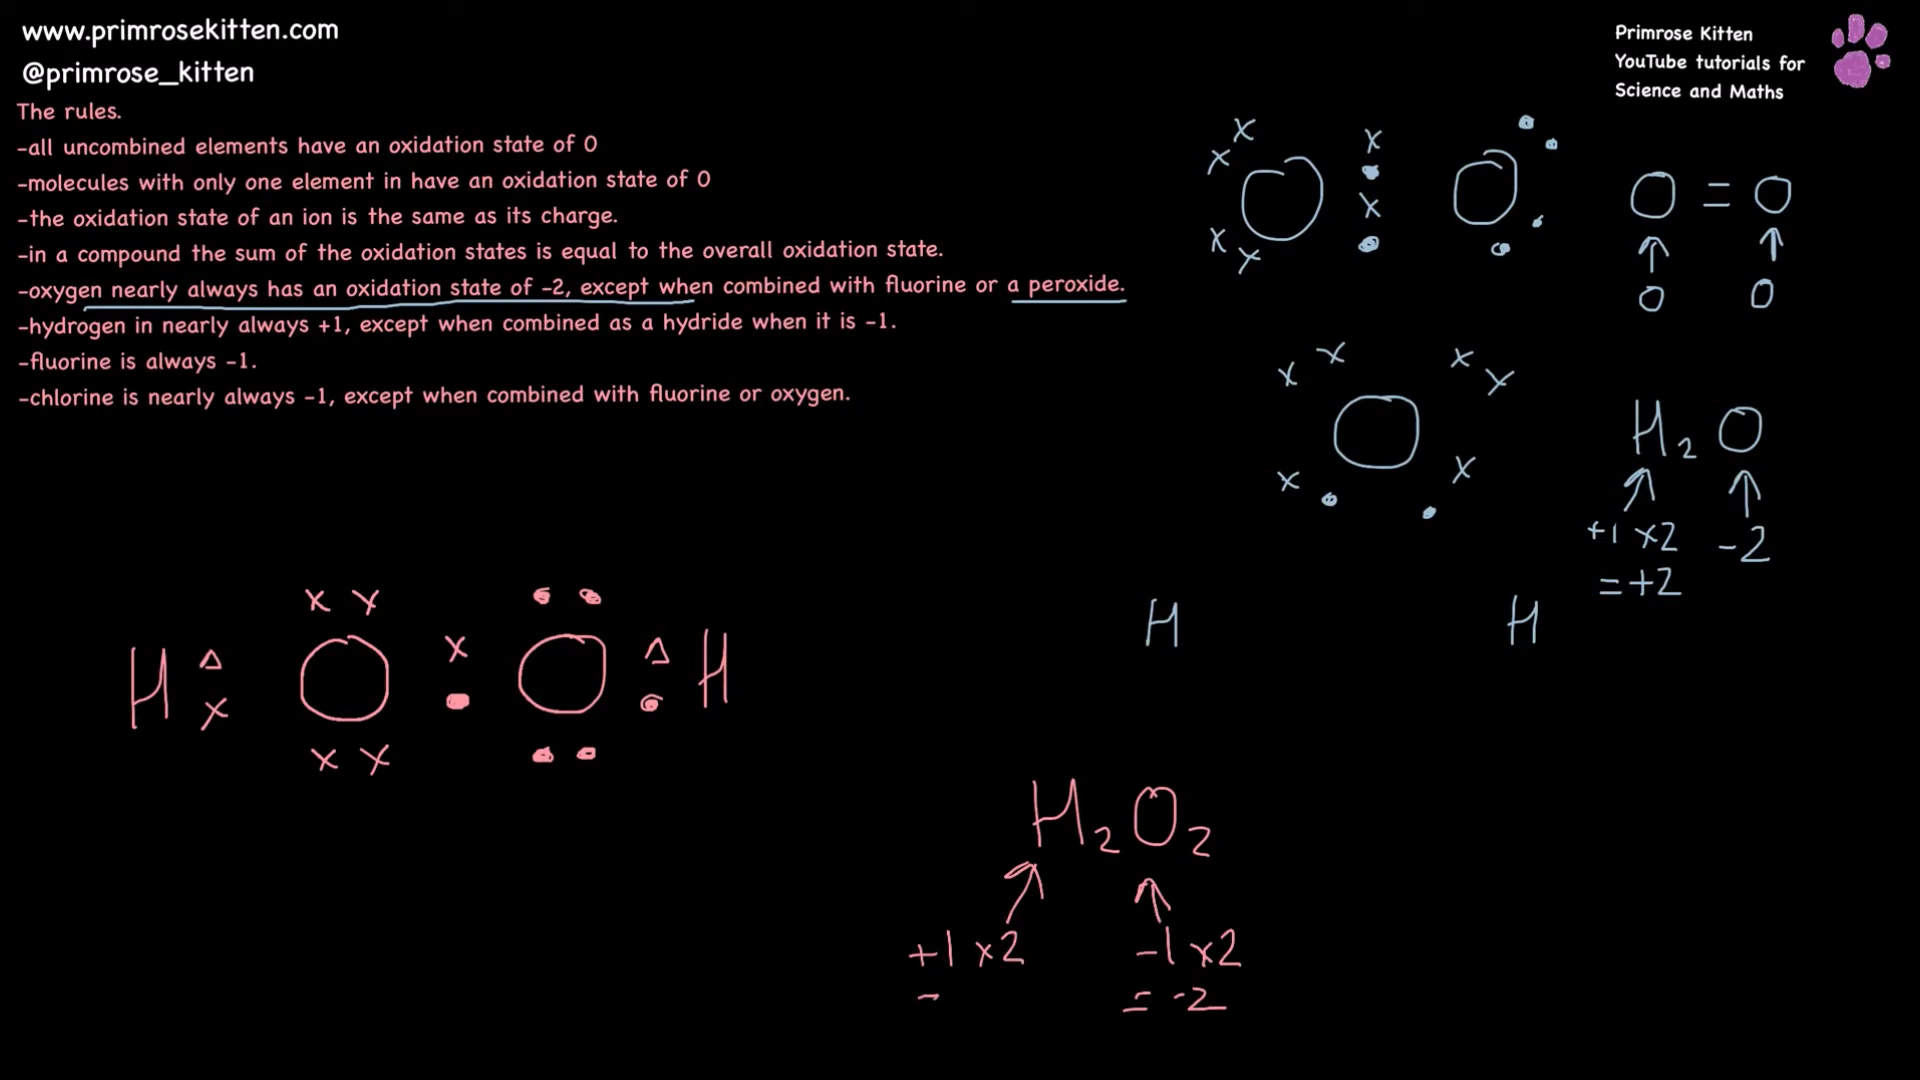 www.primrosekitten.com
@primrose_kitten
Primrose Kitten
YouTube tutorials for
Science and Maths
The rules.
-all uncombined elements have an oxidation state of 0
-molecules with only one element in have an oxidation state of 0
-the oxidation state of an ion is the same as its charge.
-in a compound the sum of the oxidation states is equal to the overall oxidation state.
-oxygen nearly always has an oxidation state of -2, except when combined with fluorine or a peroxide.
-hydrogen in nearly always +1, except when combined as a hydride when it is -1.
-fluorine is always -1.
-chlorine is nearly always -1, except when combined with fluorine or oxygen.
O O
O = O
0 0
O
H₂O
+1 x2 -2
= +2
H H
H O O H
H₂O₂
+1 x2 -1 x2
- = -2